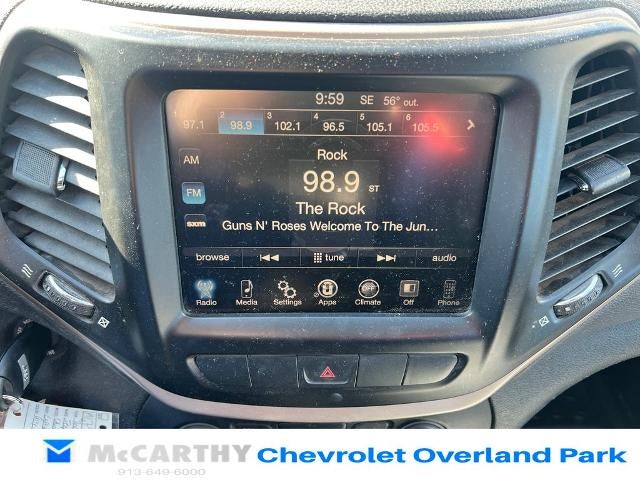 9:59 SE 56° out.
97.1 2 98.9 3 102.1 4 96.5 5 105.1 6 105.5
AM
Rock
FM 98.9 ST
The Rock
sxm Guns N' Roses Welcome To The Jun...
browse tune audio
Radio Media Settings Apps Climate Off Phone
OFF
McCARTHY Chevrolet Overland Park
913-649-6000